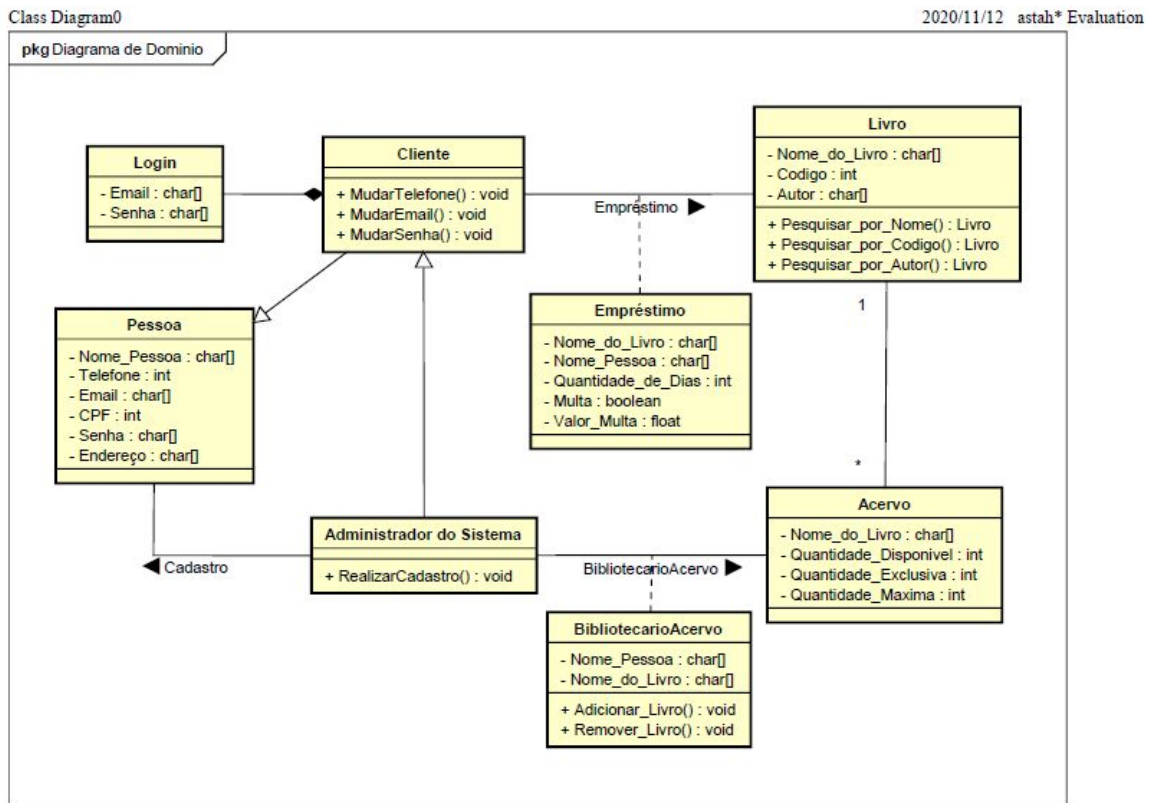 Class Diagram0
2020/11/12 astah* Evaluation
pkg Diagrama de Dominio
Login
- Email : char[]
- Senha : char[]
Cliente
+ MudarTelefone() : void
+ MudarEmail() : void
+ MudarSenha() : void
Empréstimo
Livro
- Nome_do_Livro : char[]
- Codigo : int
- Autor : char[]
+ Pesquisar_por_Nome() : Livro
+ Pesquisar_por_Codigo() : Livro
+ Pesquisar_por_Autor() : Livro
Pessoa
- Nome_Pessoa : char[]
- Telefone : int
- Email : char[]
- CPF : int
- Senha : char[]
- Endereço : char[]
Empréstimo
- Nome_do_Livro : char[]
- Nome_Pessoa : char[]
- Quantidade_de_Dias : int
- Multa : boolean
- Valor_Multa : float
1
*
Cadastro
Administrador do Sistema
+ RealizarCadastro() : void
BibliotecarioAcervo
Acervo
- Nome_do_Livro : char[]
- Quantidade_Disponivel : int
- Quantidade_Exclusiva : int
- Quantidade_Maxima : int
BibliotecarioAcervo
- Nome_Pessoa : char[]
- Nome_do_Livro : char[]
+ Adicionar_Livro() : void
+ Remover_Livro() : void